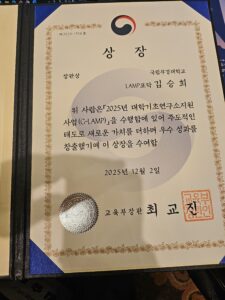 상 장
장관상
국립부경대학교
LAMP포닥 김 승 희
위 사람은「2025년 대학기초연구소지원
사업(G-LAMP)」을 수행함에 있어 주도적인
태도로 새로운 가치를 더하며 우수 성과를
창출했기에 이 상장을 수여함
2025년 12월 2일
교육부장관 최 교 진